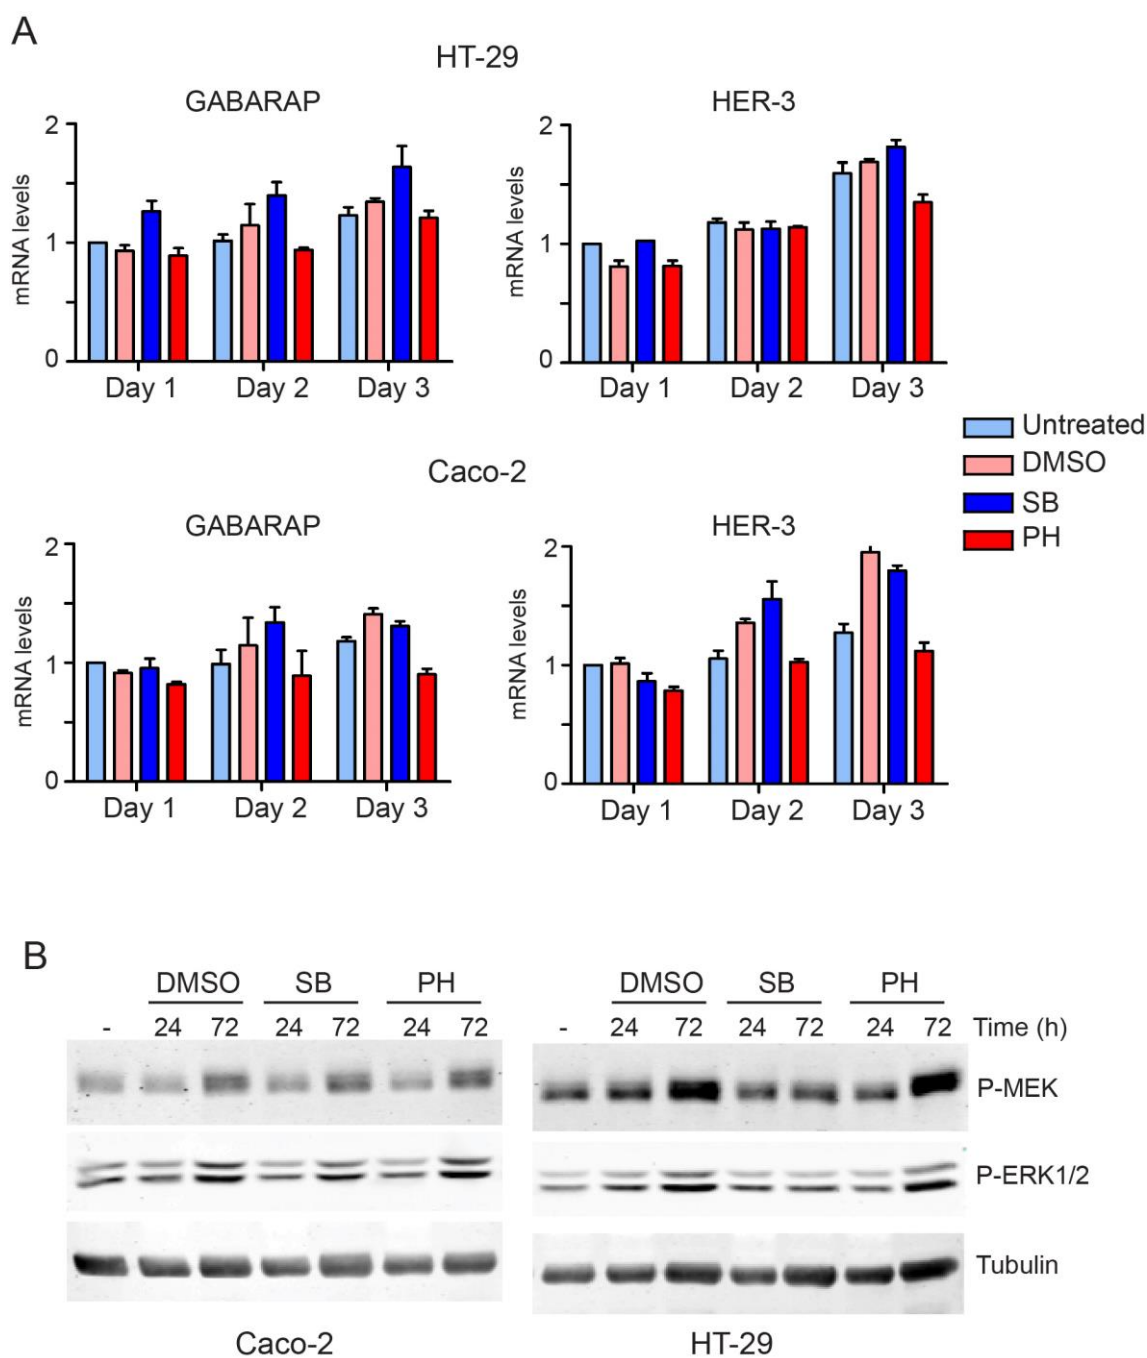 A
HT-29
GABARAP
HER-3
mRNA levels
2
1
0
Day 1 Day 2 Day 3
mRNA levels
2
1
0
Day 1 Day 2 Day 3
Untreated
DMSO
SB
PH
Caco-2
GABARAP
HER-3
mRNA levels
2
1
0
Day 1 Day 2 Day 3
mRNA levels
2
1
0
Day 1 Day 2 Day 3
B
DMSO SB PH DMSO SB PH
- 24 72 24 72 24 72 - 24 72 24 72 24 72 Time (h)
P-MEK
P-ERK1/2
Tubulin
Caco-2 HT-29